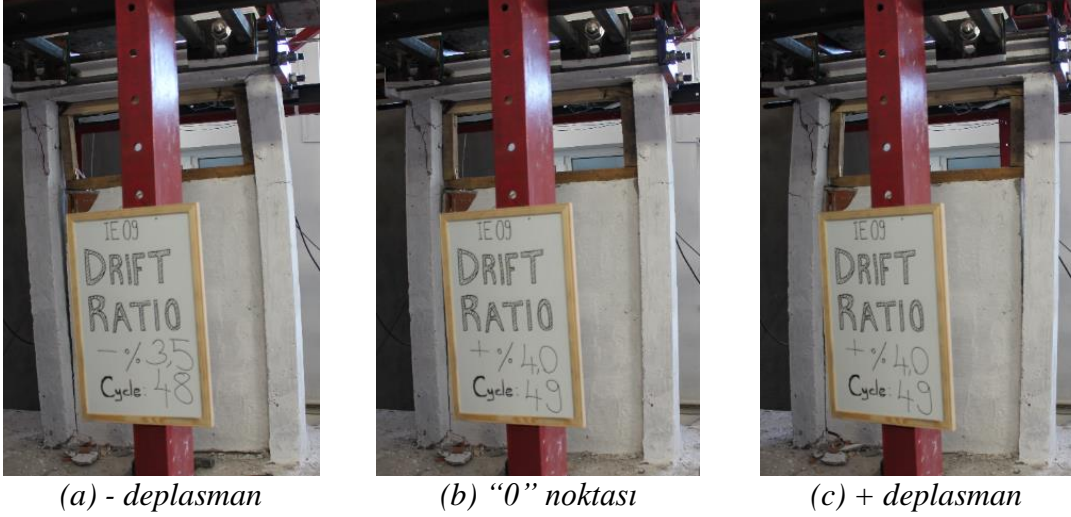 IE 09
DRIFT
RATIO
- % 3,5
Cycle: 48
IE 09
DRIFT
RATIO
+ % 4,0
Cycle: 49
IE 09
DRIFT
RATIO
+ % 4,0
Cycle: 49
(a) - deplasman
(b) “0” noktası
(c) + deplasman